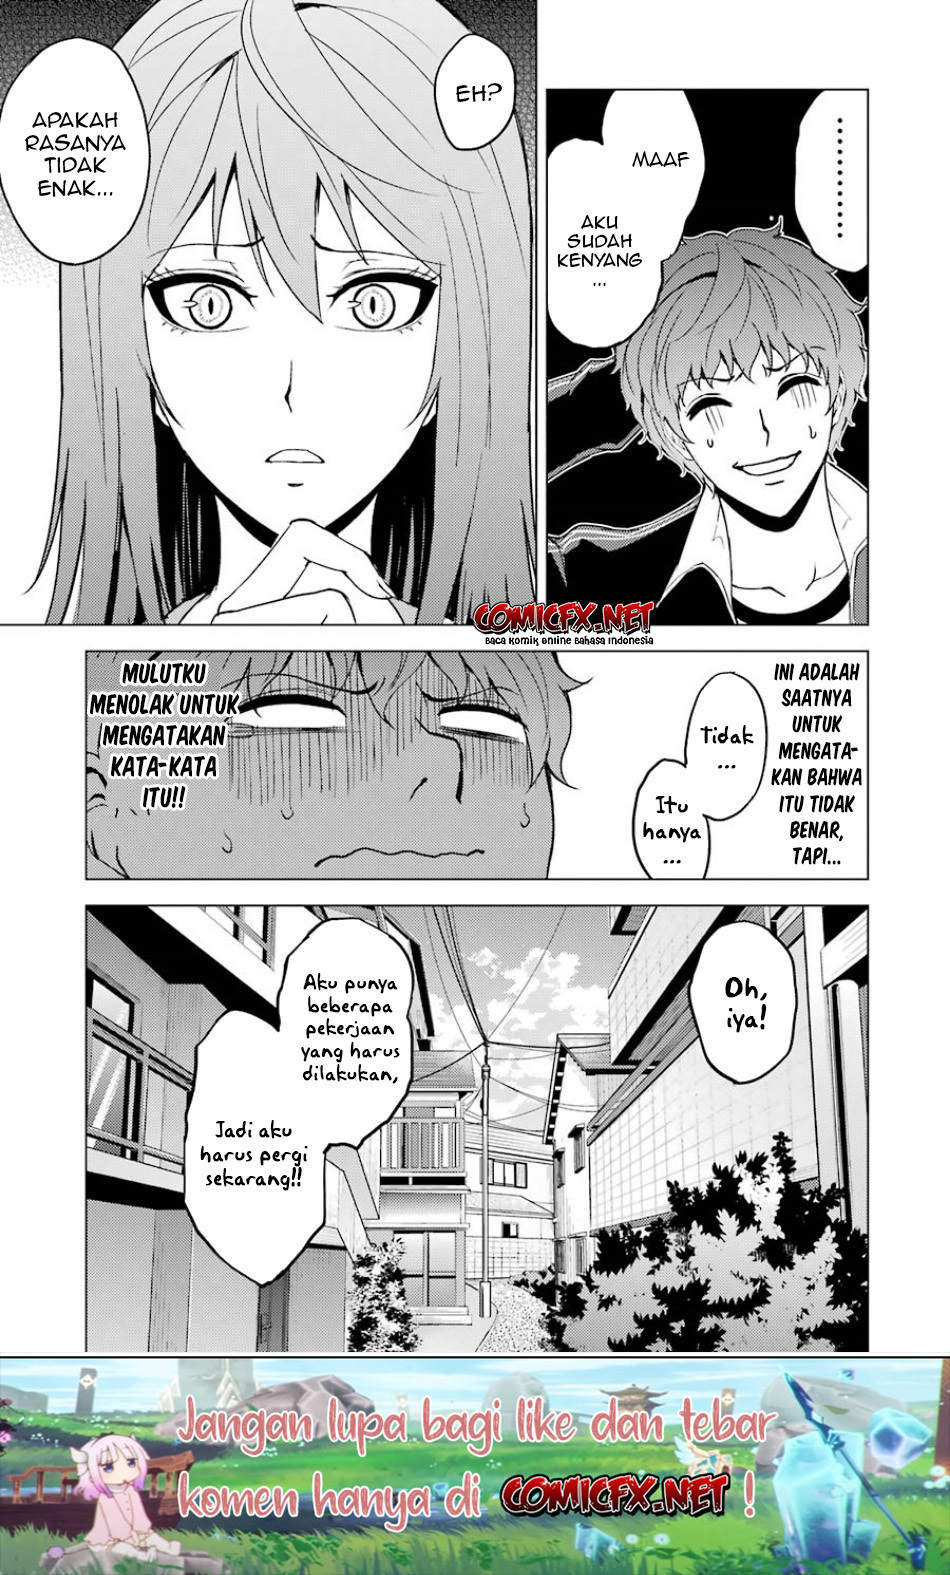 ..........
MAAF
AKU
SUDAH
KENYANG
...
EH?
APAKAH
RASANYA
TIDAK
ENAK...
COMICFX.NET
BACA KOMIK ONLINE BAHASA INDONESIA
INI ADALAH
SAATNYA
UNTUK
MENGATA-
KAN BAHWA
ITU TIDAK
BENAR,
TAPI...
Tidak
...
Itu
hanya
...
MULUTKU
MENOLAK UNTUK
MENGATAKAN
KATA-KATA
ITU!!
Oh,
iya!
Aku punya
beberapa
pekerjaan
yang harus
dilakukan,
Jadi aku
harus pergi
sekarang!!
Jangan lupa bagi like dan tebar
komen hanya di COMICFX.NET !